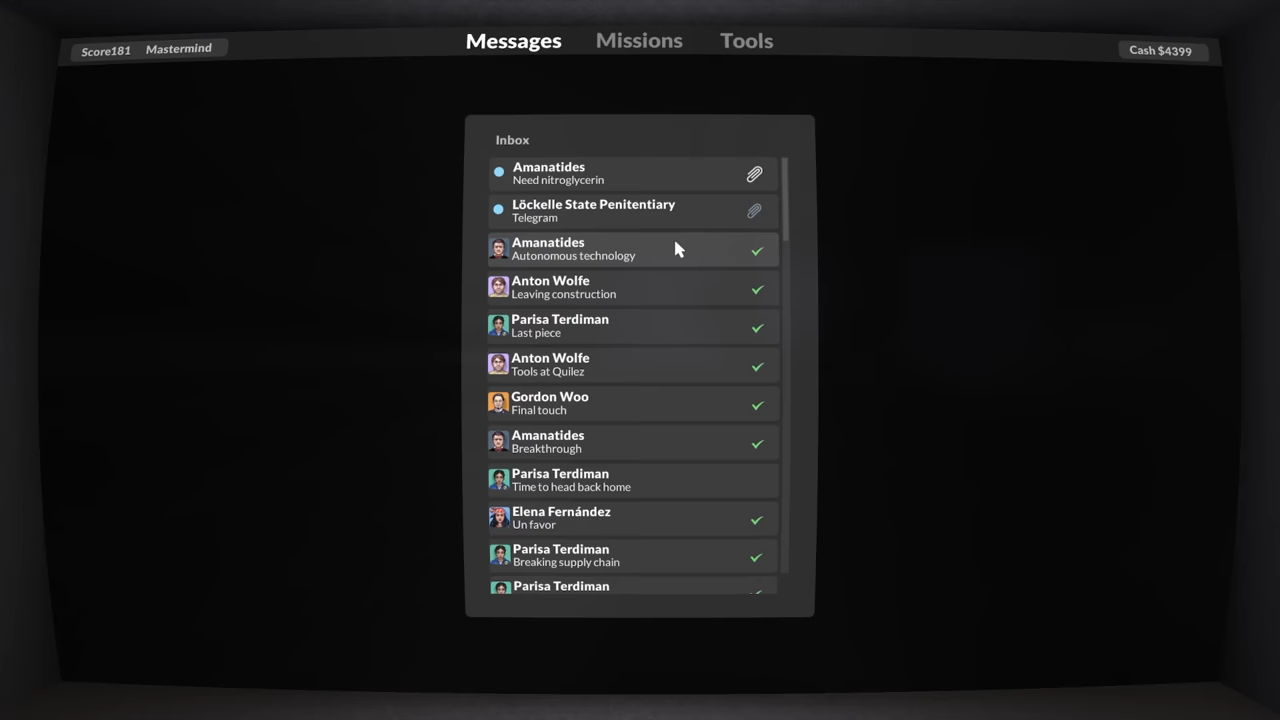 Score181 Mastermind
Messages Missions Tools
Cash $4399
Inbox
Amanatides
Need nitroglycerin
Löckelle State Penitentiary
Telegram
Amanatides
Autonomous technology
Anton Wolfe
Leaving construction
Parisa Terdiman
Last piece
Anton Wolfe
Tools at Quilez
Gordon Woo
Final touch
Amanatides
Breakthrough
Parisa Terdiman
Time to head back home
Elena Fernández
Un favor
Parisa Terdiman
Breaking supply chain
Parisa Terdiman